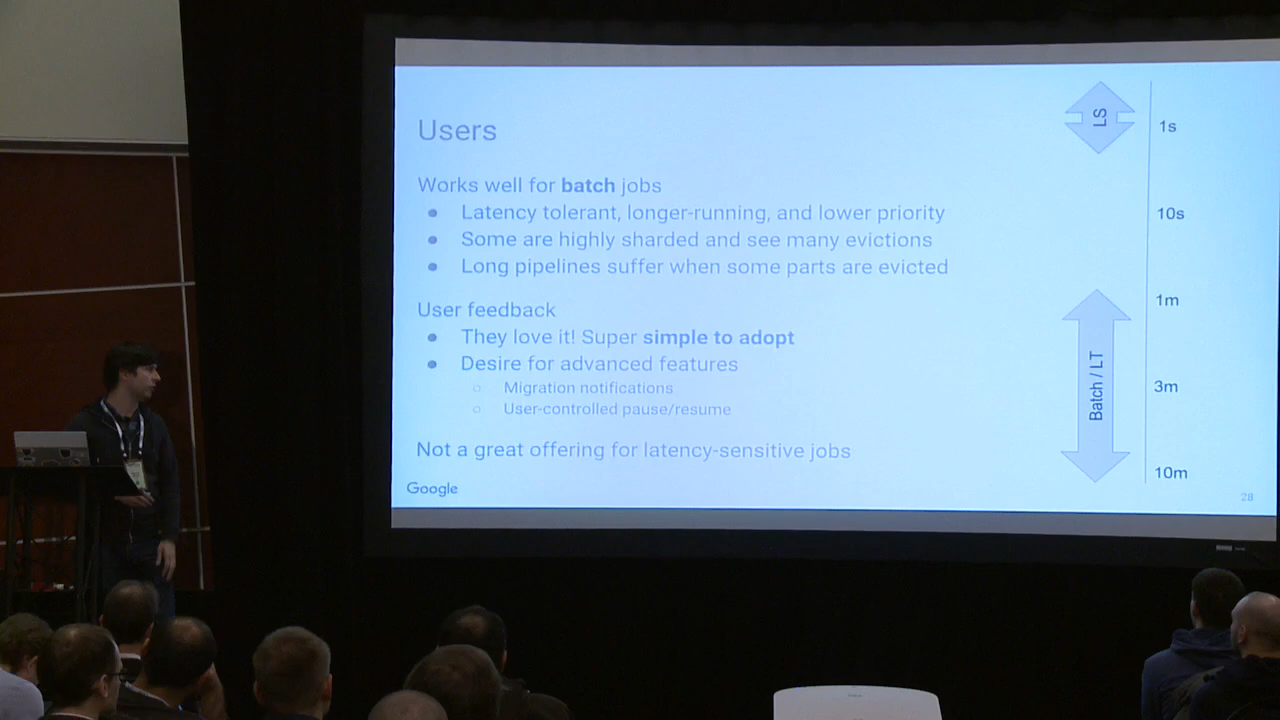 Users
Works well for batch jobs
● Latency tolerant, longer-running, and lower priority
● Some are highly sharded and see many evictions
● Long pipelines suffer when some parts are evicted
User feedback
● They love it! Super simple to adopt
● Desire for advanced features
○ Migration notifications
○ User-controlled pause/resume
Not a great offering for latency-sensitive jobs
Google
LS
1s
10s
1m
Batch / LT
3m
10m
28